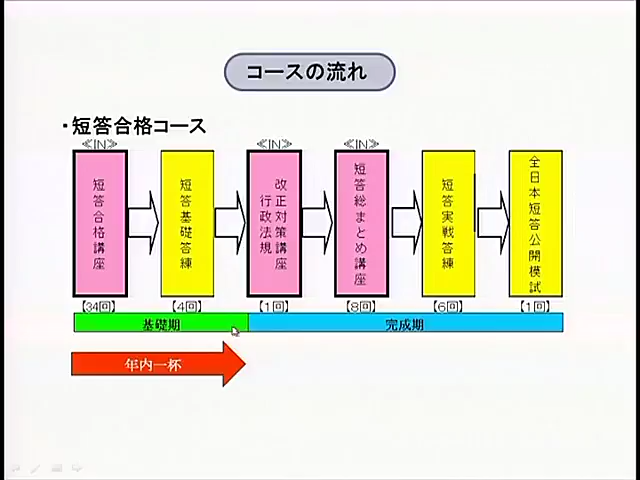 コースの流れ
・短答合格コース
≪IN≫
≪IN≫
≪IN≫
短答合格講座
短答基礎答練
行政法規改正対策講座
短答総まとめ講座
短答実戦答練
全日本短答公開模試
【34回】
【4回】
【1回】
【8回】
【6回】
【1回】
基礎期
完成期
年内一杯